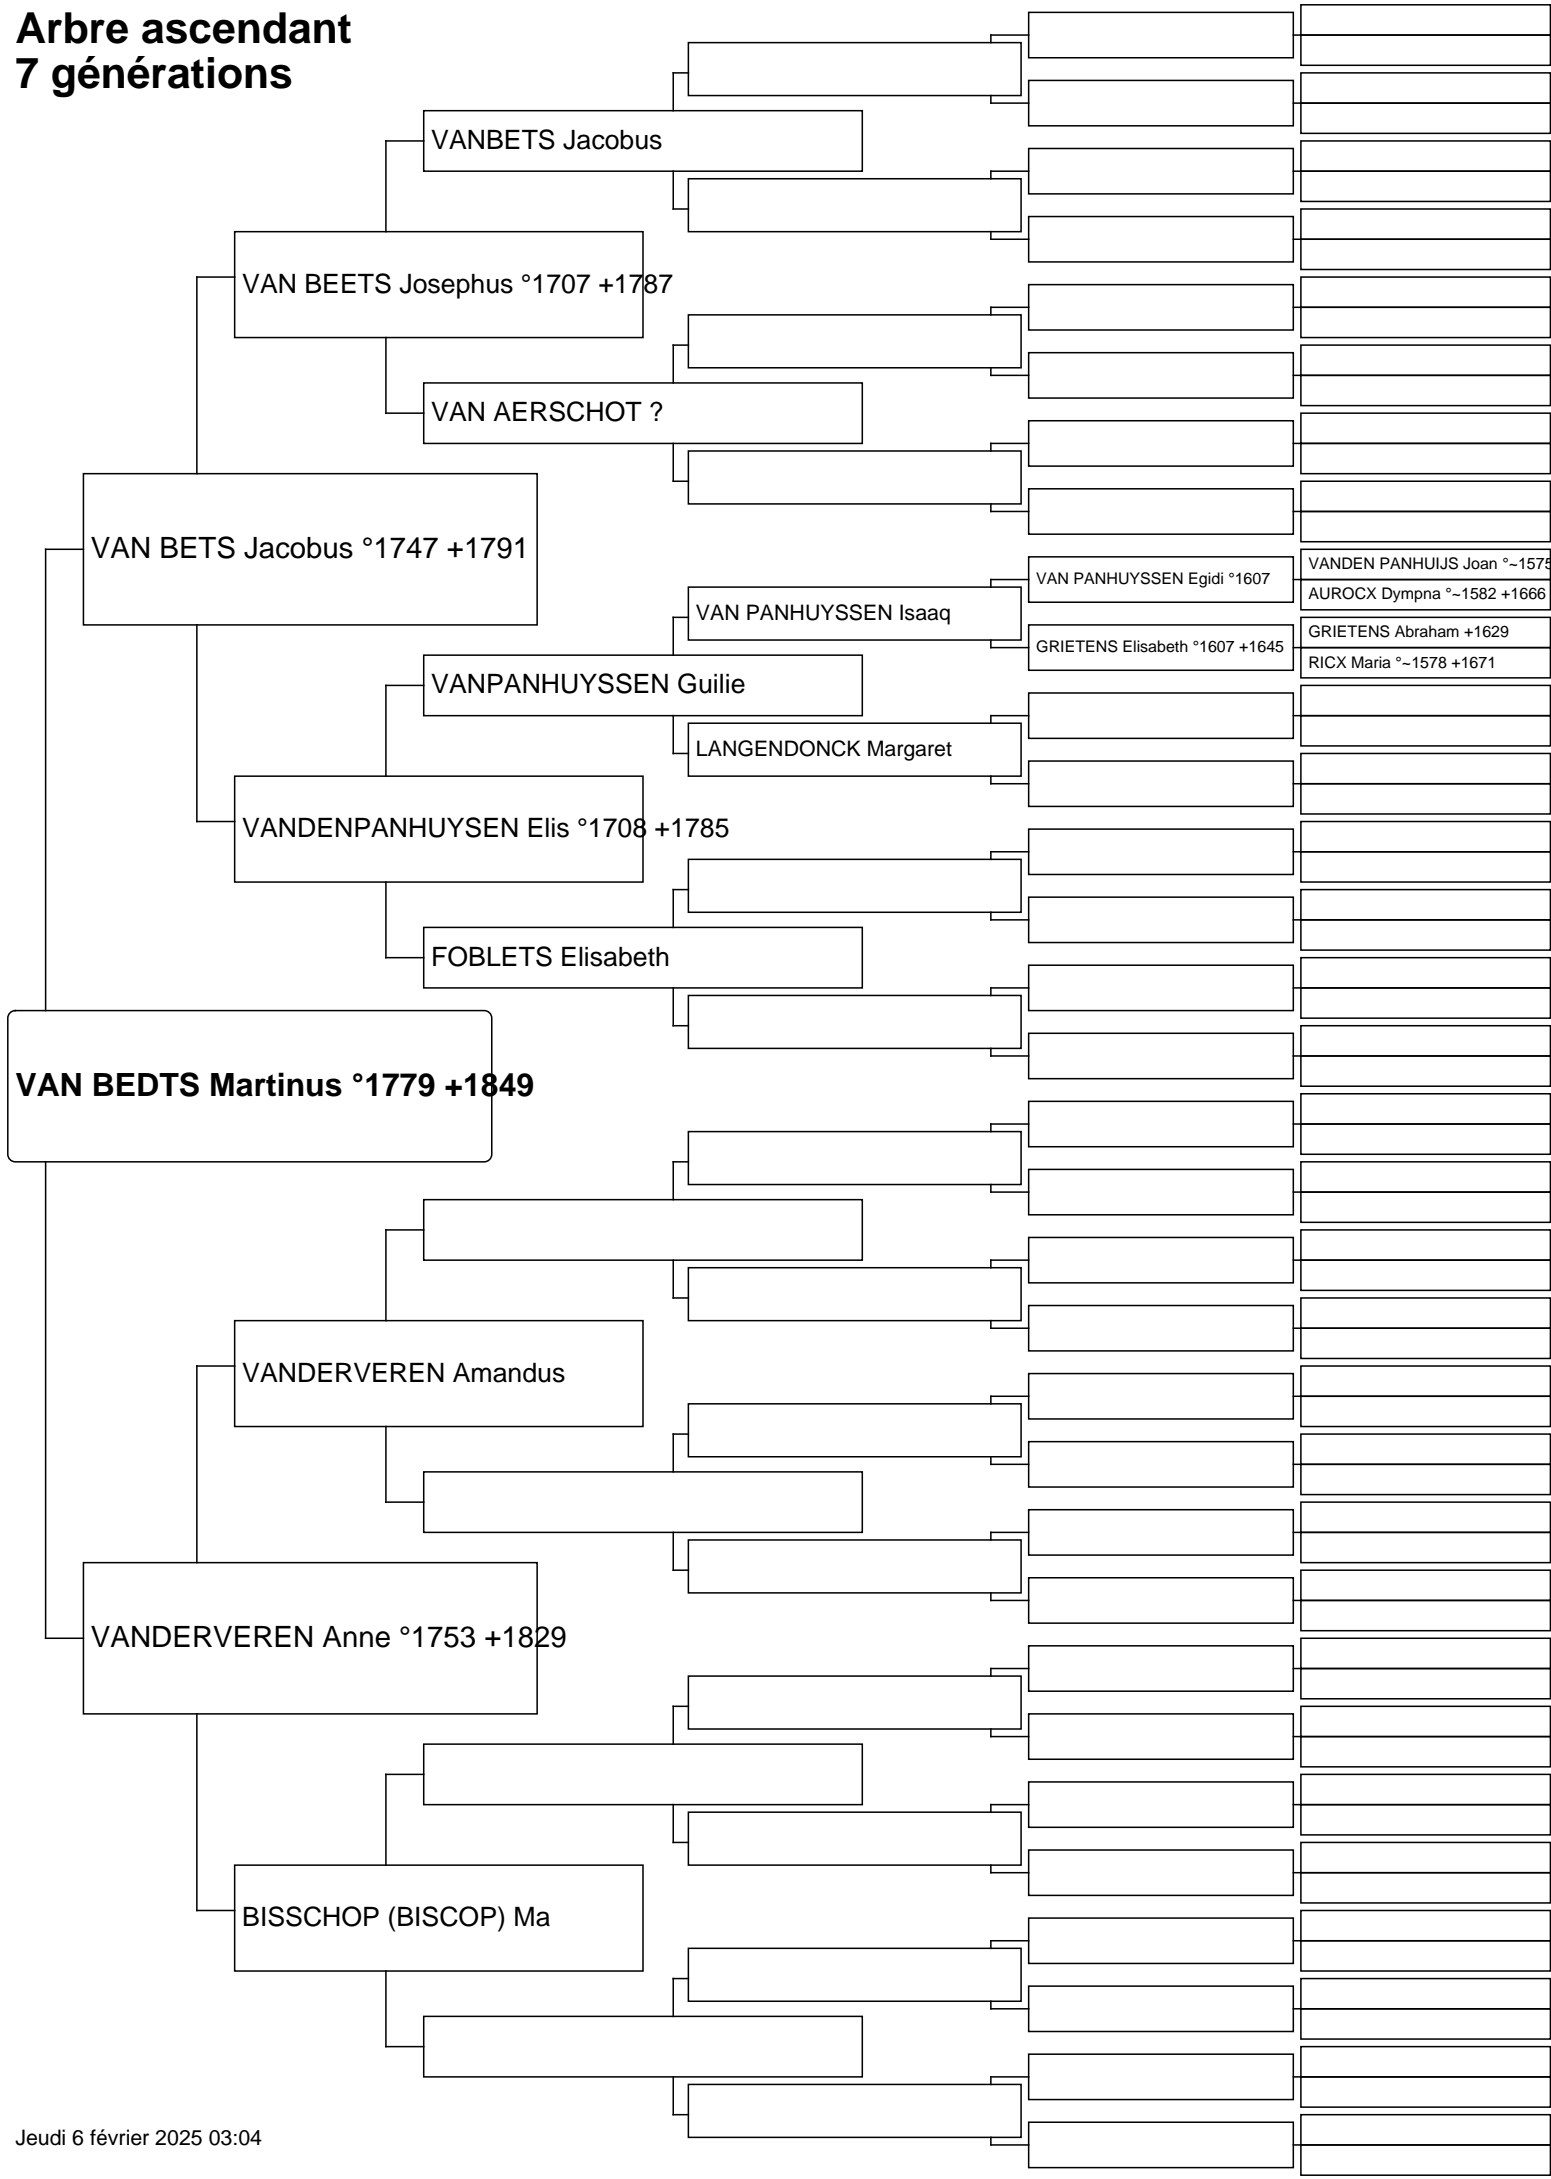 Arbre ascendant
7 générations
VANBETS Jacobus
VAN BEETS Josephus °1707 +1787
VAN AERSCHOT ?
VAN BETS Jacobus °1747 +1791
VAN PANHUYSSEN Egidi °1607
VANDEN PANHUIJS Joan °~1575
AUROCX Dympna °~1582 +1666
VAN PANHUYSSEN Isaaq
GRIETENS Elisabeth °1607 +1645
GRIETENS Abraham +1629
RICX Maria °~1578 +1671
VANPANHUYSSEN Guilie
LANGENDONCK Margaret
VANDENPANHUYSEN Elis °1708 +1785
FOBLETS Elisabeth
VAN BEDTS Martinus °1779 +1849
VANDERVEREN Amandus
VANDERVEREN Anne °1753 +1829
BISSCHOP (BISCOP) Ma
Jeudi 6 février 2025 03:04